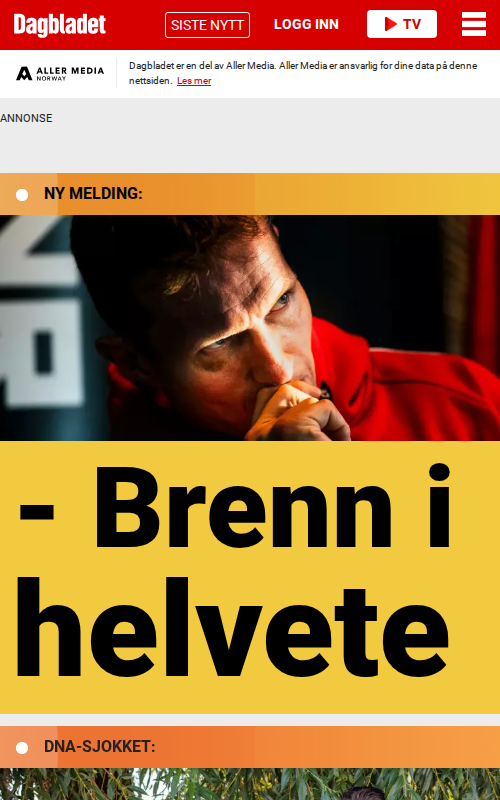 Dagbladet SISTE NYTT LOGG INN TV
ALLER MEDIA
NORWAY
Dagbladet er en del av Aller Media. Aller Media er ansvarlig for dine data på denne
nettsiden. Les mer
ANNONSE
NY MELDING:
- Brenn i
helvete
DNA-SJOKKET: